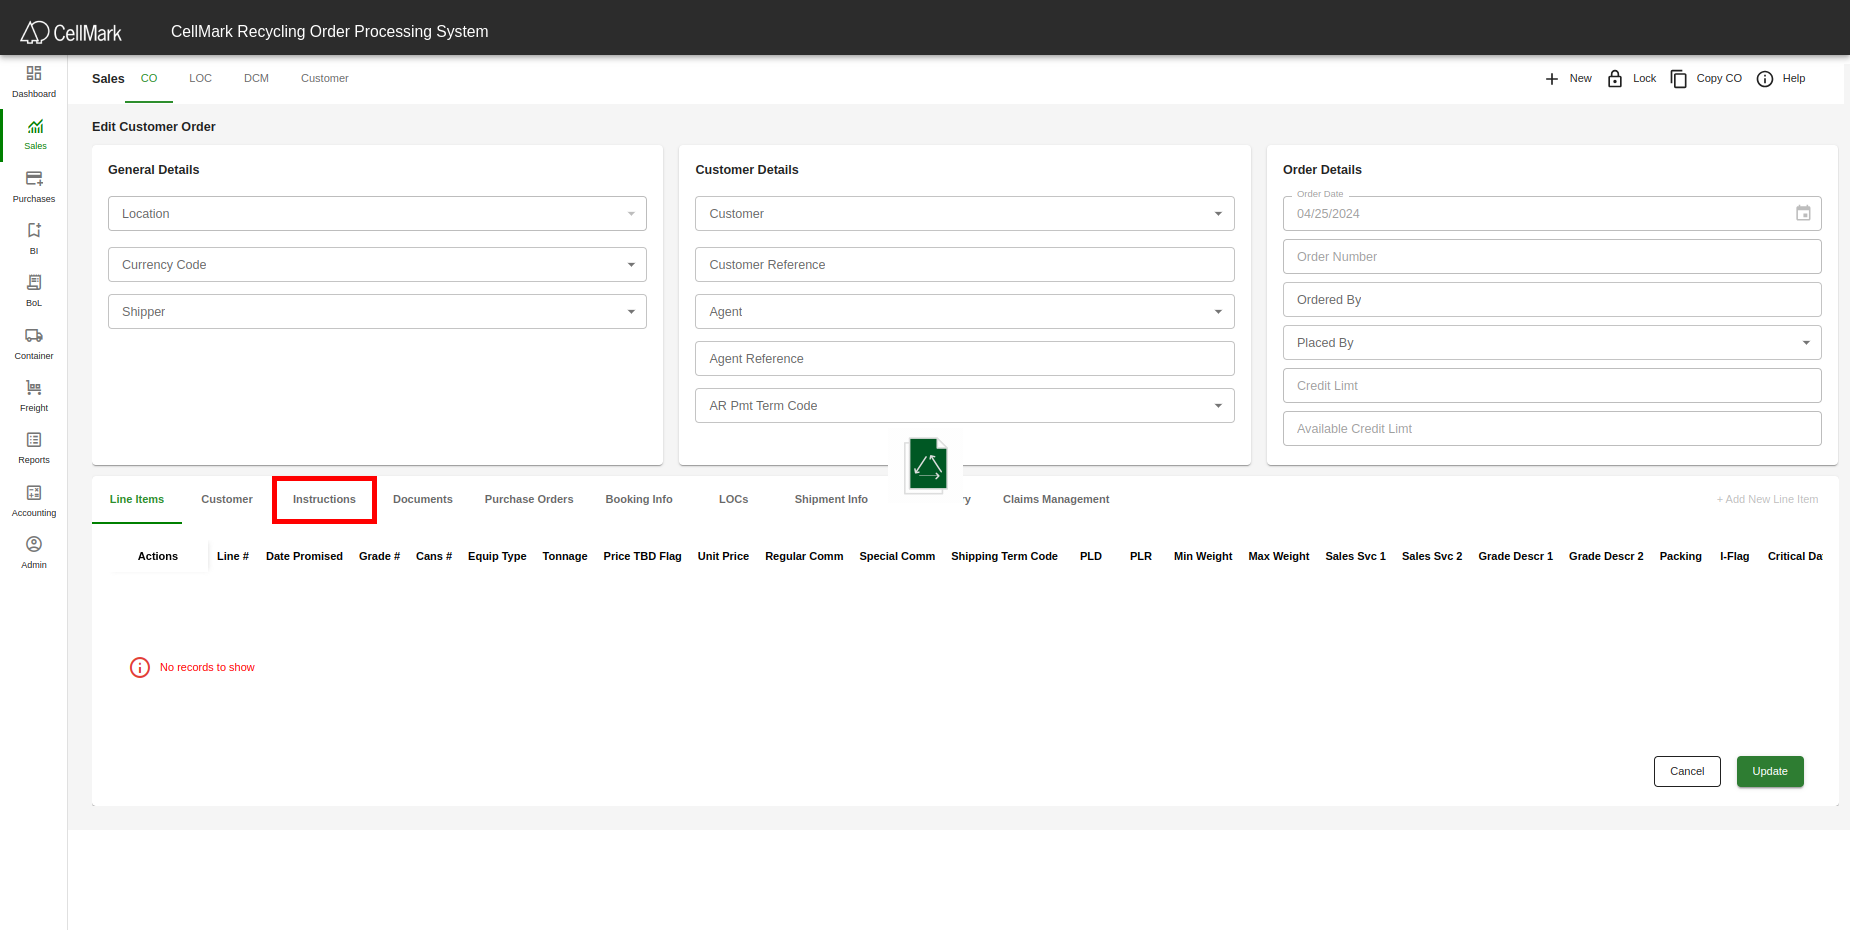 CellMark
CellMark Recycling Order Processing System
Dashboard
Sales
Purchases
BI
BoL
Container
Freight
Reports
Accounting
Admin
Sales CO LOC DCM Customer
New Lock Copy CO Help
Edit Customer Order
General Details
Location
Currency Code
Shipper
Customer Details
Customer
Customer Reference
Agent
Agent Reference
AR Pmt Term Code
Order Details
Order Date
04/25/2024
Order Number
Ordered By
Placed By
Credit Limt
Available Credit Limt
Line Items Customer Instructions Documents Purchase Orders Booking Info LOCs Shipment Info ry Claims Management + Add New Line Item
Actions Line # Date Promised Grade # Cans # Equip Type Tonnage Price TBD Flag Unit Price Regular Comm Special Comm Shipping Term Code PLD PLR Min Weight Max Weight Sales Svc 1 Sales Svc 2 Grade Descr 1 Grade Descr 2 Packing I-Flag Critical Da
No records to show
Cancel Update